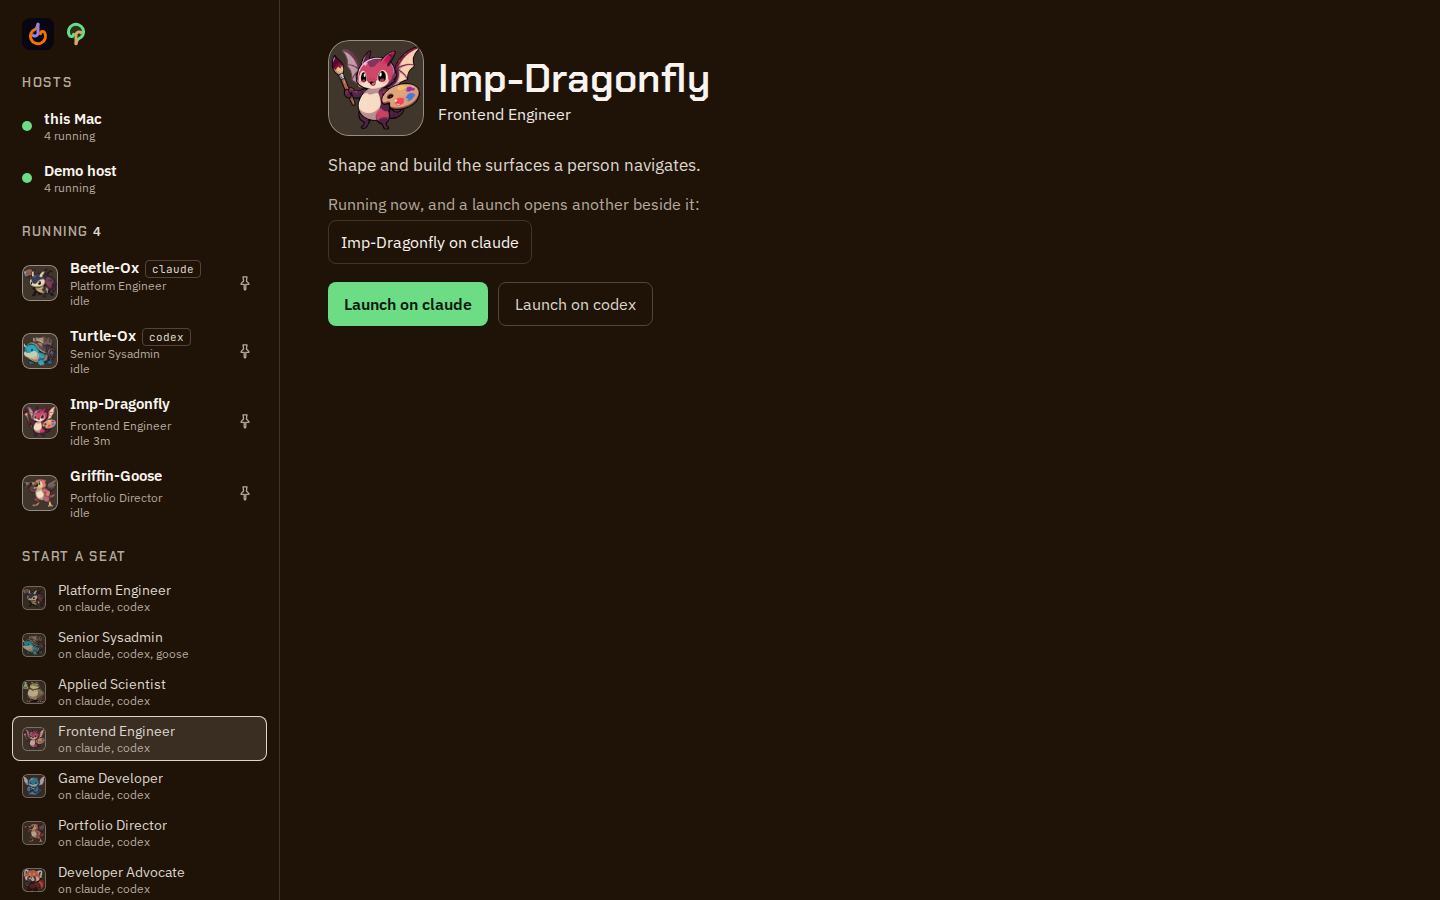 HOSTS
this Mac
4 running
Demo host
4 running
RUNNING 4
Beetle-Ox claude
Platform Engineer
idle
Turtle-Ox codex
Senior Sysadmin
idle
Imp-Dragonfly
Frontend Engineer
idle 3m
Griffin-Goose
Portfolio Director
idle
START A SEAT
Platform Engineer
on claude, codex
Senior Sysadmin
on claude, codex, goose
Applied Scientist
on claude, codex
Frontend Engineer
on claude, codex
Game Developer
on claude, codex
Portfolio Director
on claude, codex
Developer Advocate
on claude, codex
Imp-Dragonfly
Frontend Engineer
Shape and build the surfaces a person navigates.
Running now, and a launch opens another beside it:
Imp-Dragonfly on claude
Launch on claude
Launch on codex